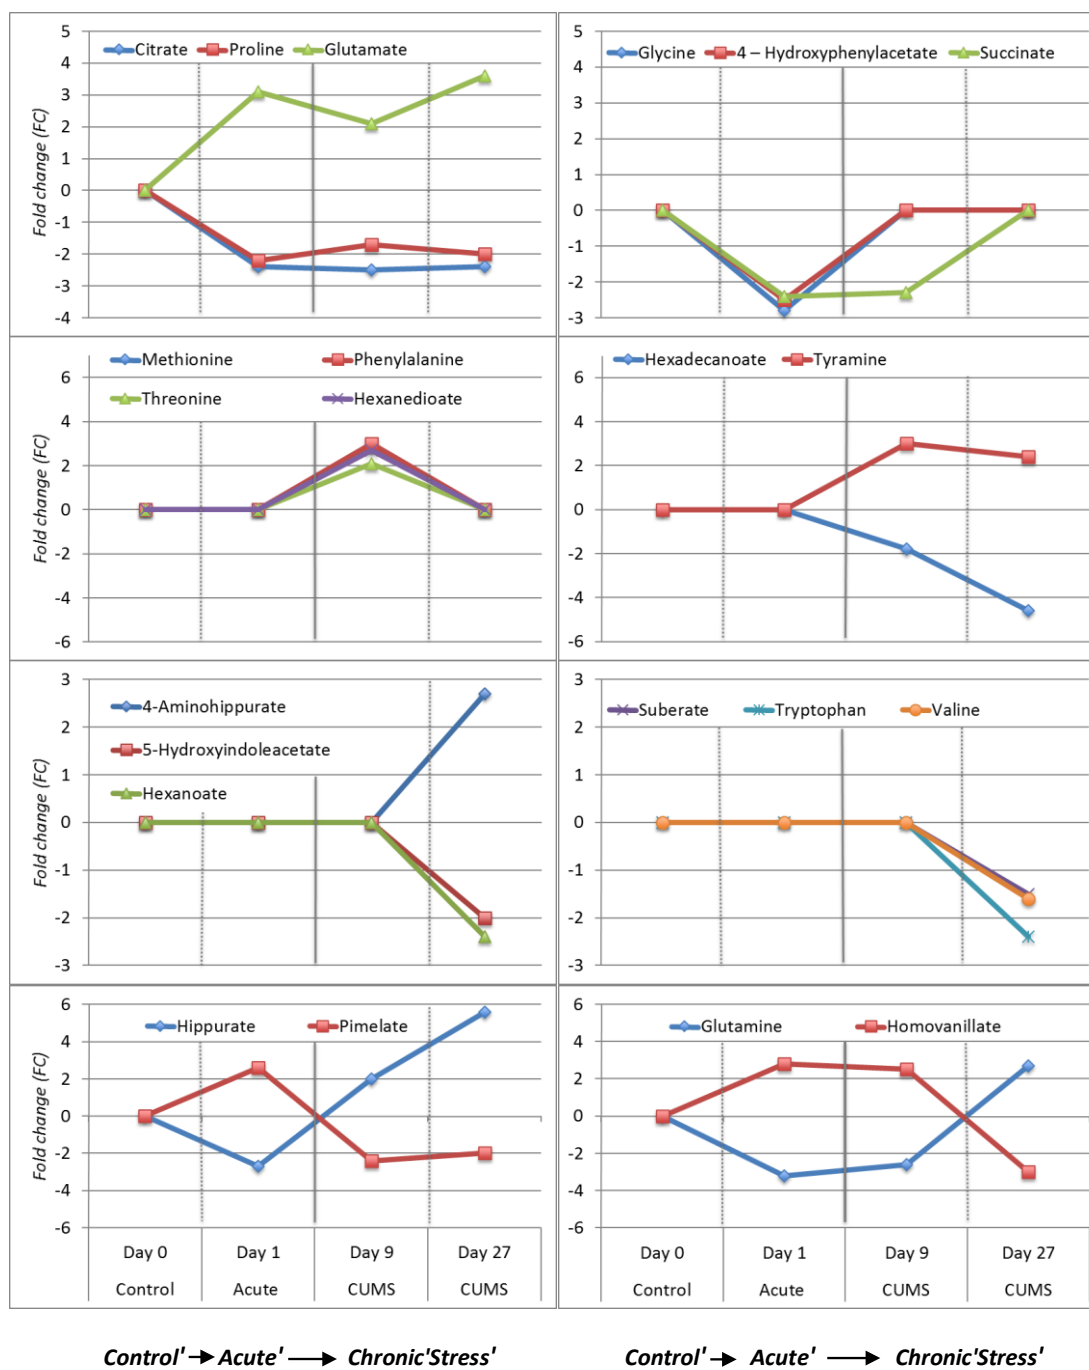 Citrate Proline Glutamate
Fold change (FC)
5
4
3
2
1
0
-1
-2
-3
-4
Glycine 4 – Hydroxyphenylacetate Succinate
5
4
3
2
1
0
-1
-2
-3
Methionine Phenylalanine
Threonine Hexanedioate
Fold change (FC)
6
4
2
0
-2
-4
-6
Hexadecanoate Tyramine
6
4
2
0
-2
-4
-6
4-Aminohippurate
5-Hydroxyindoleacetate
Hexanoate
Fold change (FC)
3
2
1
0
-1
-2
-3
Suberate Tryptophan Valine
3
2
1
0
-1
-2
-3
Hippurate Pimelate
Fold change (FC)
6
4
2
0
-2
-4
-6
Day 0 Day 1 Day 9 Day 27
Control Acute CUMS CUMS
Glutamine Homovanillate
6
4
2
0
-2
-4
-6
Day 0 Day 1 Day 9 Day 27
Control Acute CUMS CUMS
Control' → Acute' → Chronic'Stress'
Control' → Acute' → Chronic'Stress'